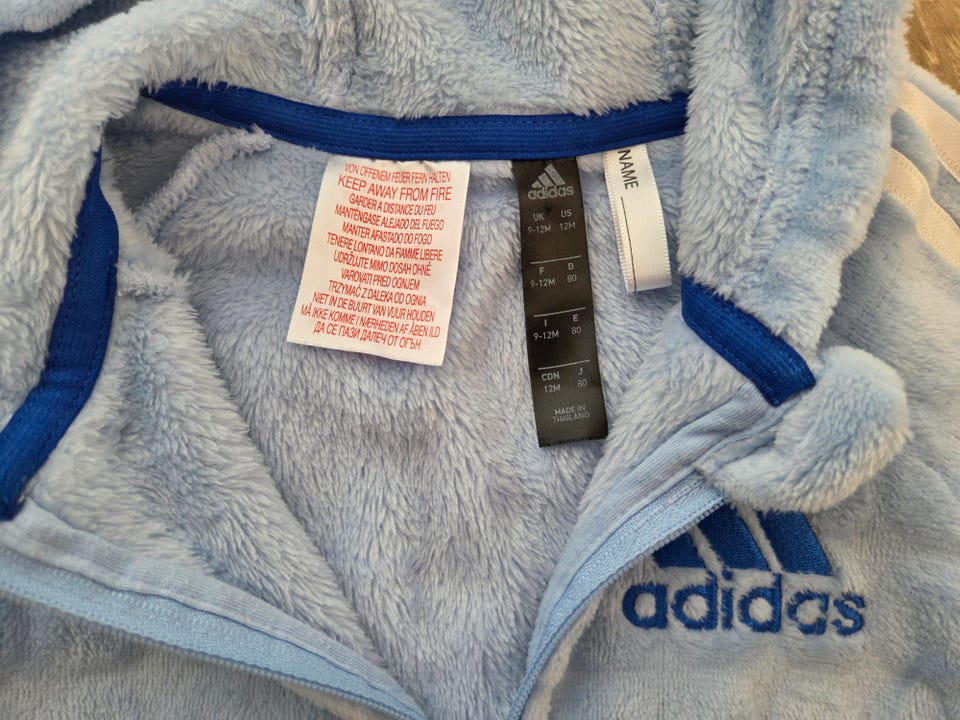 VON OFFENEM FEUER FERN HALTEN
KEEP AWAY FROM FIRE
GARDER A DISTANCE DU FEU
MANTÉNGASE ALEJADO DEL FUEGO
MANTER AFASTADO DO FOGO
TENERE LONTANO DA FIAMME LIBERE
UDRŽUJTE MIMO DOSAH OHNĚ
VAROVATI PRED OGNJEM
TRZYMAĆ Z DALEKA OD OGNIA
NIET IN DE BUURT VAN VUUR HOUDEN
MÅ IKKE KOMME I NÆRHEDEN AF ÅBEN ILD
ДА СЕ ПАЗИ ДАЛЕЧ ОТ ОГЪН
adidas
UK US
9-12M 12M
F D
9-12M 80
I E
9-12M 80
CDN J
12M 80
MADE IN
THAILAND
NAME
adidas